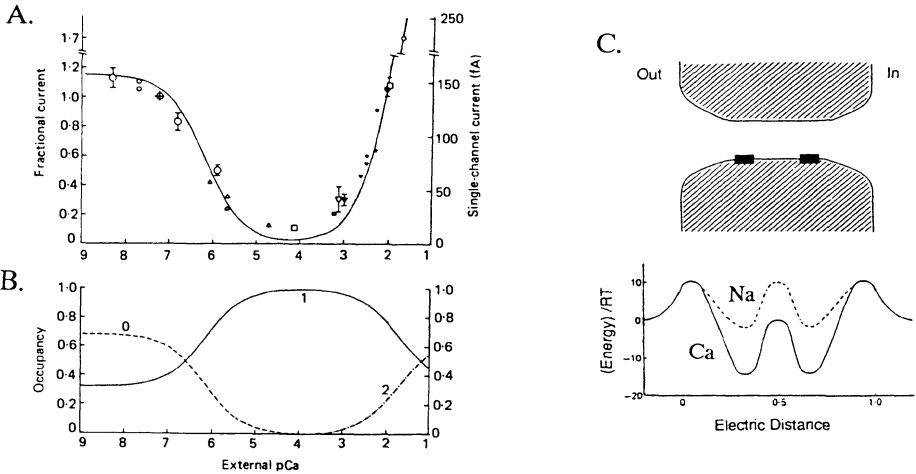 A.
Fractional current
1·7
1·2
1·0
0·8
0·6
0·4
0·2
0
250
150
100
50
0
Single-channel current (fA)
9 8 7 6 5 4 3 2 1
B.
Occupancy
1·0
0·8
0·6
0·4
0·2
0
0
1
2
1·0
0·8
0·6
0·4
0·2
0
9 8 7 6 5 4 3 2 1
External pCa
C.
Out
In
(Energy) /RT
10
0
-10
-20
Na
Ca
0 0·5 1·0
Electric Distance